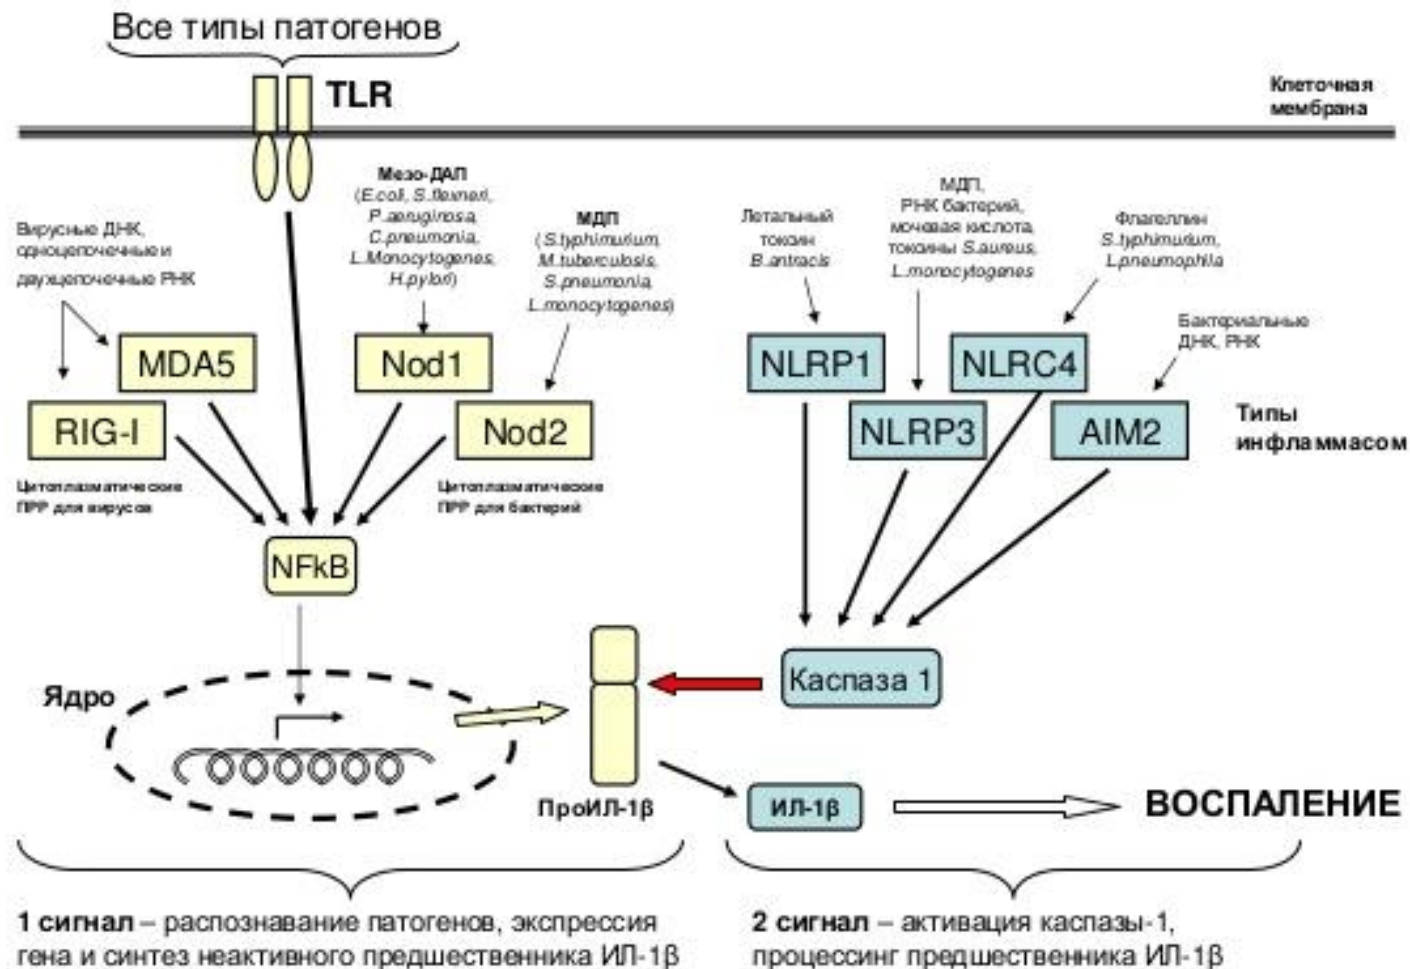 Все типы патогенов
TLR
Клеточная
мембрана
Мезо-ДАП
(E.coli, S.flexneri,
P.aeruginosa,
C.pneumonia,
L.Monocytogenes,
H.pylori)
МДП
(S.typhimurium,
M.tuberculosis,
S.pneumonia,
L.monocytogenes)
Вирусные ДНК,
одноцепочечные и
двухцепочечные РНК
Летальный
токсин
B.antracis
МДП,
РНК бактерий,
мочевая кислота,
токсины S.aureus,
L.monocytogenes
Флагеллин
S.typhimurium,
L.pneumophila
Бактериальные
ДНК, РНК
MDA5
Nod1
NLRP1
NLRC4
RIG-I
Nod2
NLRP3
AIM2
Типы
инфламмасом
Цитоплазматические
ПРР для вирусов
Цитоплазматические
ПРР для бактерий
NFkB
Каспаза 1
Ядро
ПроИЛ-1β
ИЛ-1β
ВОСПАЛЕНИЕ
1 сигнал – распознавание патогенов, экспрессия
гена и синтез неактивного предшественника ИЛ-1β
2 сигнал – активация каспазы-1,
процессинг предшественника ИЛ-1β